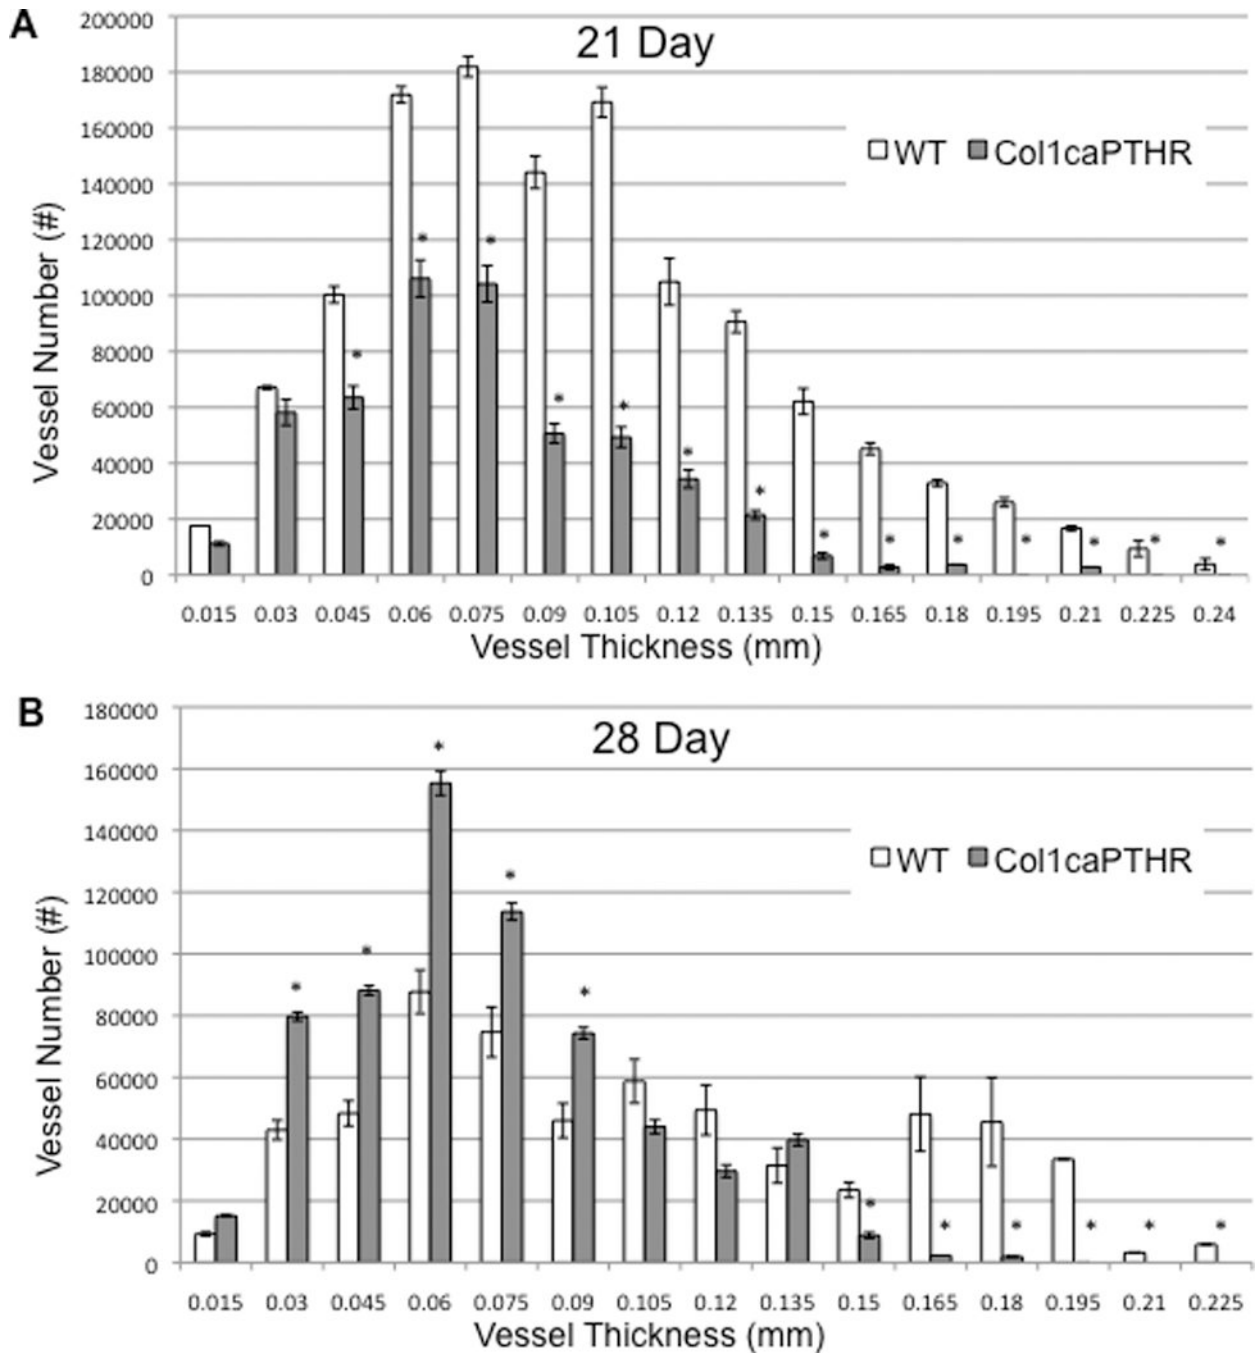 A
21 Day
200000
180000
160000
140000
120000
100000
80000
60000
40000
20000
0
Vessel Number (#)
WT Col1caPTHR
* * * * * * * * * * * * * *
0.015 0.03 0.045 0.06 0.075 0.09 0.105 0.12 0.135 0.15 0.165 0.18 0.195 0.21 0.225 0.24
Vessel Thickness (mm)
B
28 Day
180000
160000
140000
120000
100000
80000
60000
40000
20000
0
Vessel Number (#)
WT Col1caPTHR
* * * * * * * * * * *
0.015 0.03 0.045 0.06 0.075 0.09 0.105 0.12 0.135 0.15 0.165 0.18 0.195 0.21 0.225
Vessel Thickness (mm)